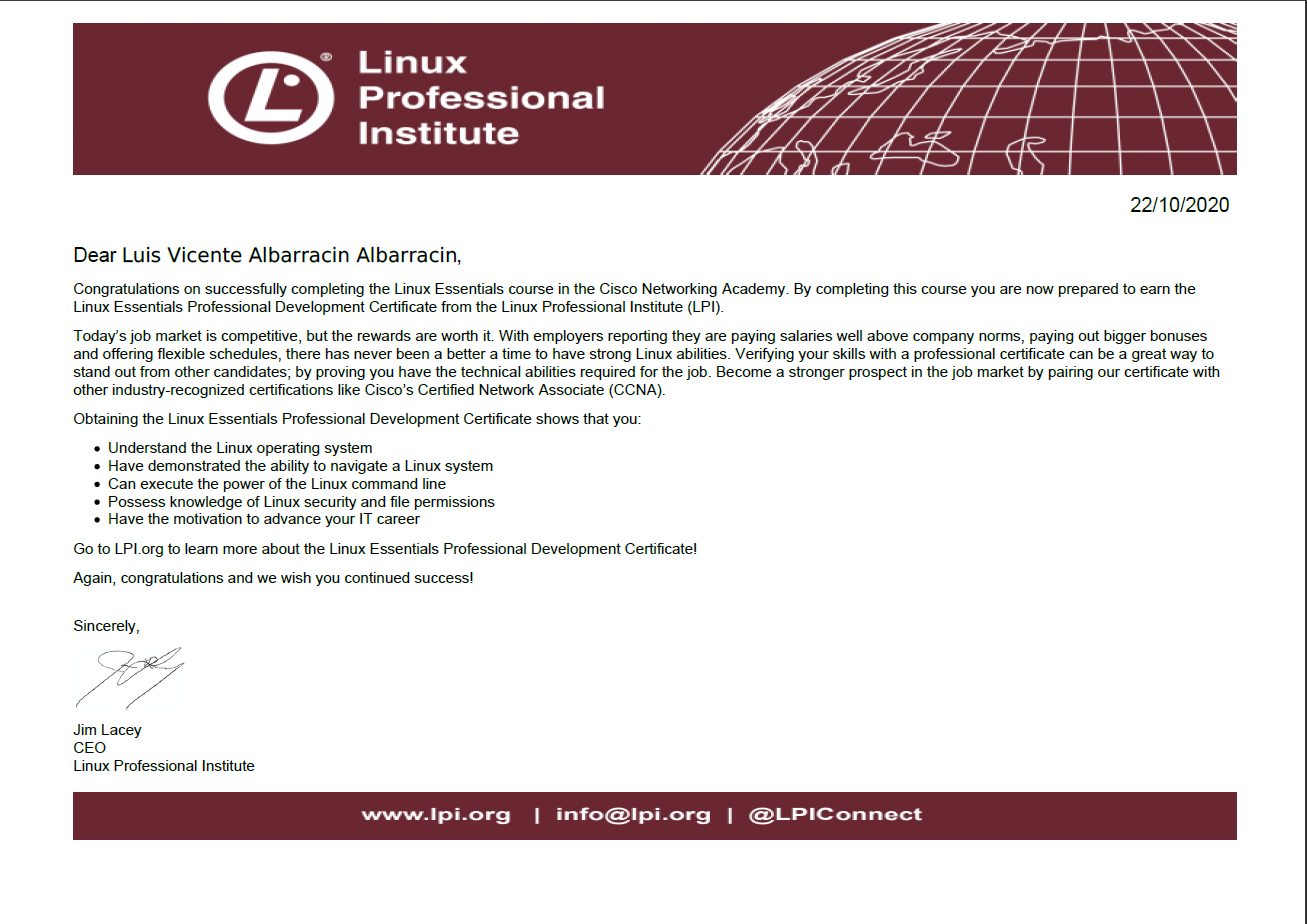 Linux
Professional
Institute
22/10/2020
Dear Luis Vicente Albarracin Albarracin,
Congratulations on successfully completing the Linux Essentials course in the Cisco Networking Academy. By completing this course you are now prepared to earn the
Linux Essentials Professional Development Certificate from the Linux Professional Institute (LPI).
Today’s job market is competitive, but the rewards are worth it. With employers reporting they are paying salaries well above company norms, paying out bigger bonuses
and offering flexible schedules, there has never been a better a time to have strong Linux abilities. Verifying your skills with a professional certificate can be a great way to
stand out from other candidates; by proving you have the technical abilities required for the job. Become a stronger prospect in the job market by pairing our certificate with
other industry-recognized certifications like Cisco’s Certified Network Associate (CCNA).
Obtaining the Linux Essentials Professional Development Certificate shows that you:
• Understand the Linux operating system
• Have demonstrated the ability to navigate a Linux system
• Can execute the power of the Linux command line
• Possess knowledge of Linux security and file permissions
• Have the motivation to advance your IT career
Go to LPI.org to learn more about the Linux Essentials Professional Development Certificate!
Again, congratulations and we wish you continued success!
Sincerely,
Jim Lacey
CEO
Linux Professional Institute
www.lpi.org | info@lpi.org | @LPIConnect